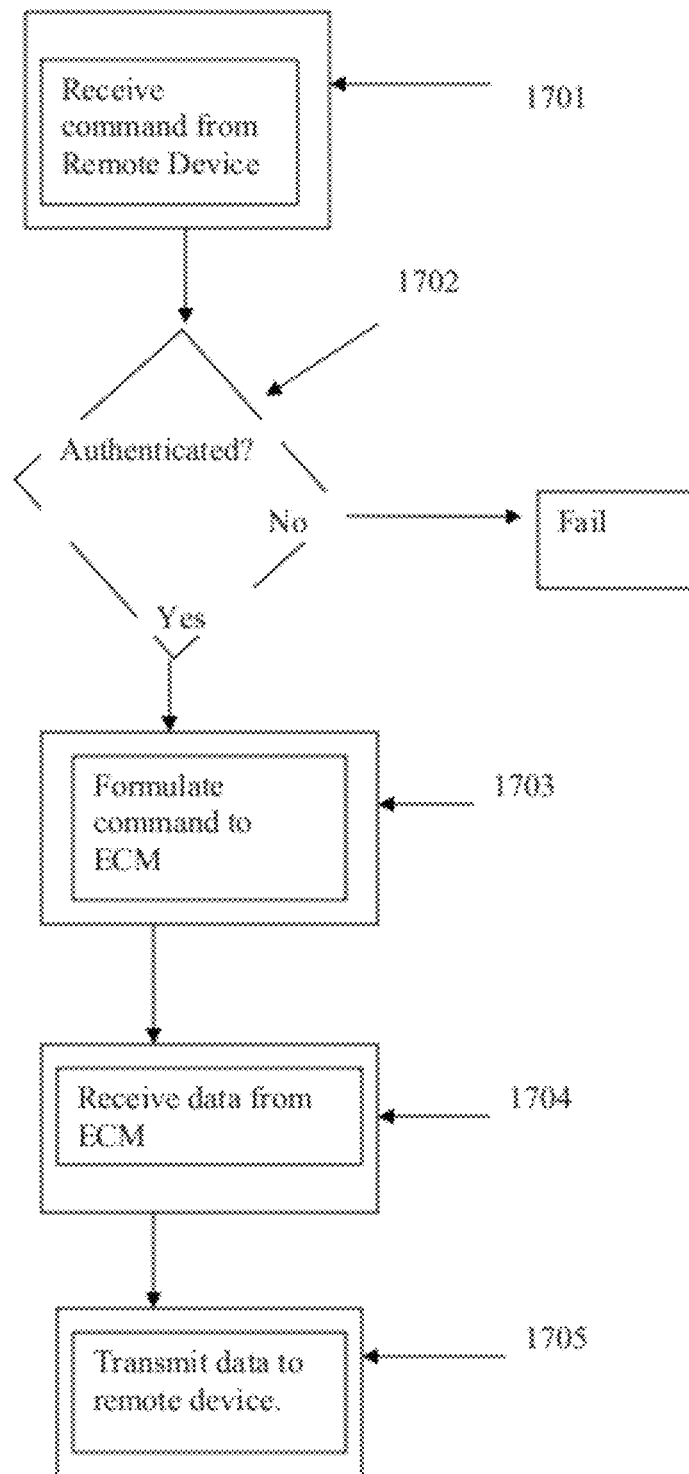 Receive
command from
Remote Device
1701
1702
Authenticated?
No
Fail
Yes
Formulate
command to
ECM
1703
Receive data from
ECM
1704
Transmit data to
remote device.
1705